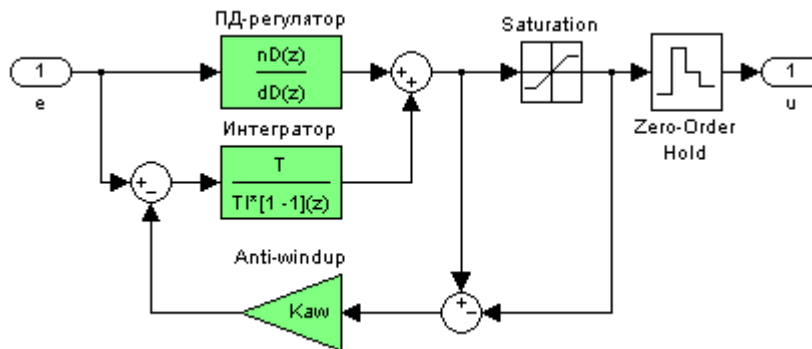 ПД-регулятор
Saturation
1
e
nD(z)
dD(z)
+
+
1
u
Zero-Order
Hold
Интегратор
+
−
T
TI*[1 -1](z)
Anti-windup
Kaw
+
−